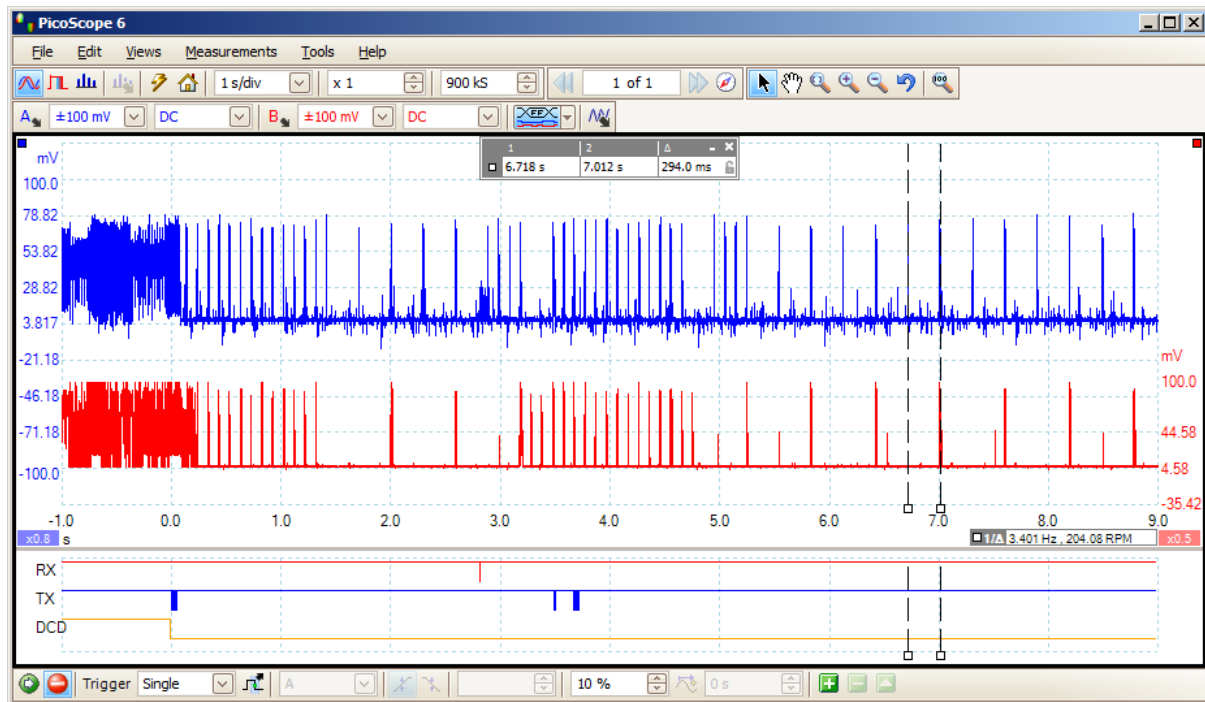 PicoScope 6
File Edit Views Measurements Tools Help
1 s/div x 1 900 kS 1 of 1
A ±100 mV DC B ±100 mV DC
1 2 Δ
6.718 s 7.012 s 294.0 ms
mV
100.0
78.82
53.82
28.82
3.817
-21.18
-46.18
-71.18
-100.0
mV
100.0
44.58
4.58
-35.42
-1.0 0.0 1.0 2.0 3.0 4.0 5.0 6.0 7.0 8.0 9.0
x0.8 s 1/Δ 3.401 Hz , 204.08 RPM x0.5
RX
TX
DCD
Trigger Single A 10 % 0 s